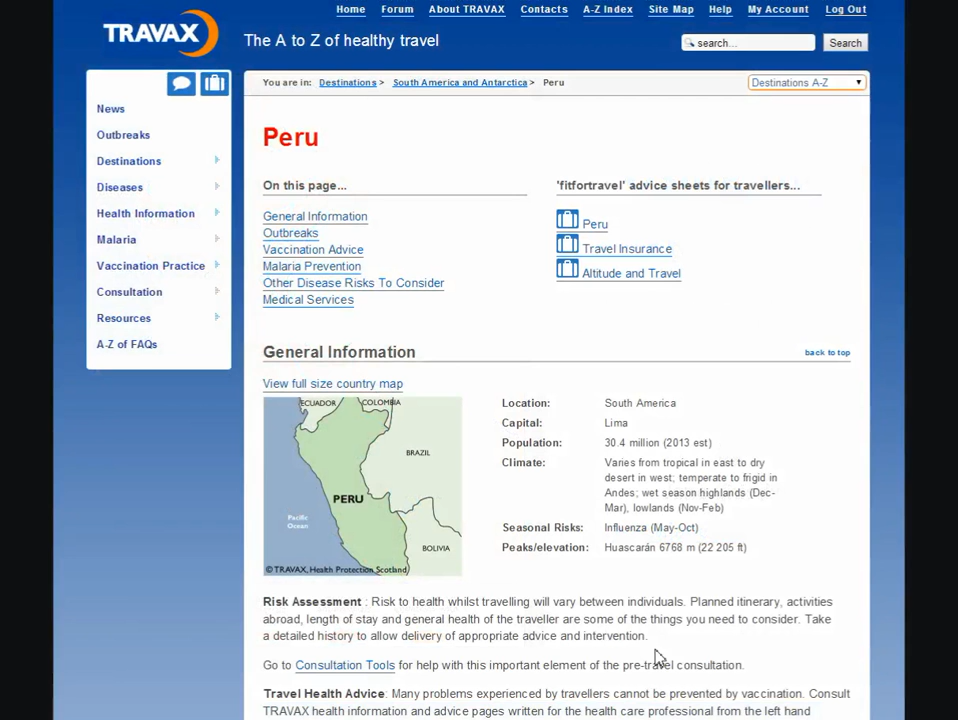 Home Forum About TRAVAX Contacts A-Z Index Site Map Help My Account Log Out
TRAVAX
The A to Z of healthy travel
search...
Search
You are in: Destinations > South America and Antarctica > Peru
Destinations A-Z
News
Outbreaks
Destinations
Diseases
Health Information
Malaria
Vaccination Practice
Consultation
Resources
A-Z of FAQs
Peru
On this page...
General Information
Outbreaks
Vaccination Advice
Malaria Prevention
Other Disease Risks To Consider
Medical Services
'fitfortravel' advice sheets for travellers...
Peru
Travel Insurance
Altitude and Travel
General Information
back to top
View full size country map
ECUADOR
COLOMBIA
BRAZIL
PERU
Pacific
Ocean
BOLIVIA
© TRAVAX, Health Protection Scotland
Location: South America
Capital: Lima
Population: 30.4 million (2013 est)
Climate: Varies from tropical in east to dry
desert in west; temperate to frigid in
Andes; wet season highlands (Dec-
Mar), lowlands (Nov-Feb)
Seasonal Risks: Influenza (May-Oct)
Peaks/elevation: Huascarán 6768 m (22 205 ft)
Risk Assessment : Risk to health whilst travelling will vary between individuals. Planned itinerary, activities
abroad, length of stay and general health of the traveller are some of the things you need to consider. Take
a detailed history to allow delivery of appropriate advice and intervention.
Go to Consultation Tools for help with this important element of the pre-travel consultation.
Travel Health Advice: Many problems experienced by travellers cannot be prevented by vaccination. Consult
TRAVAX health information and advice pages written for the health care professional from the left hand